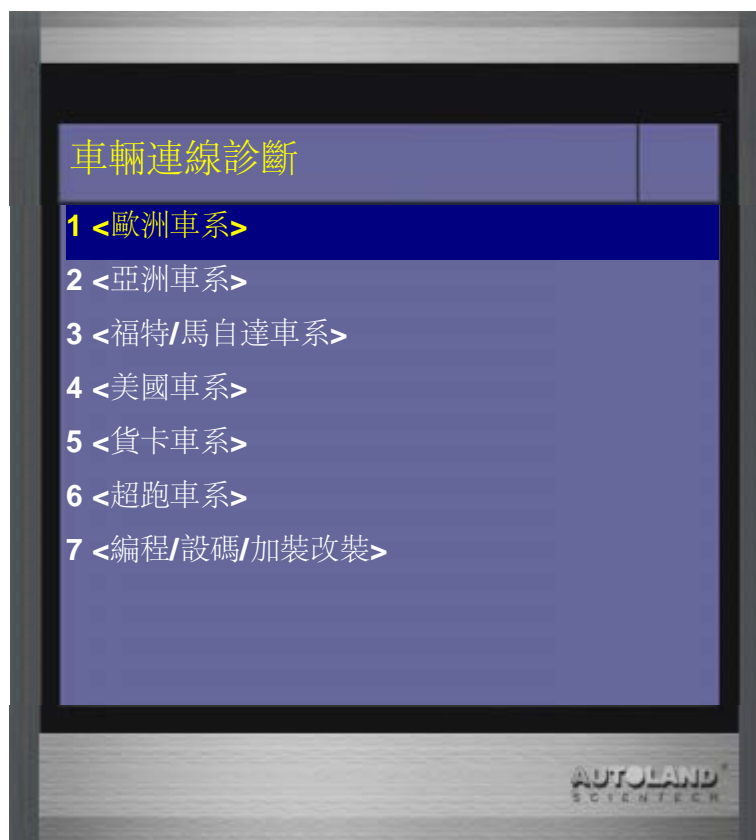 車輛連線診斷
1 <歐洲車系>
2 <亞洲車系>
3 <福特/馬自達車系>
4 <美國車系>
5 <貨卡車系>
6 <超跑車系>
7 <編程/設碼/加裝改裝>
AUTOLAND
SCIENTECH